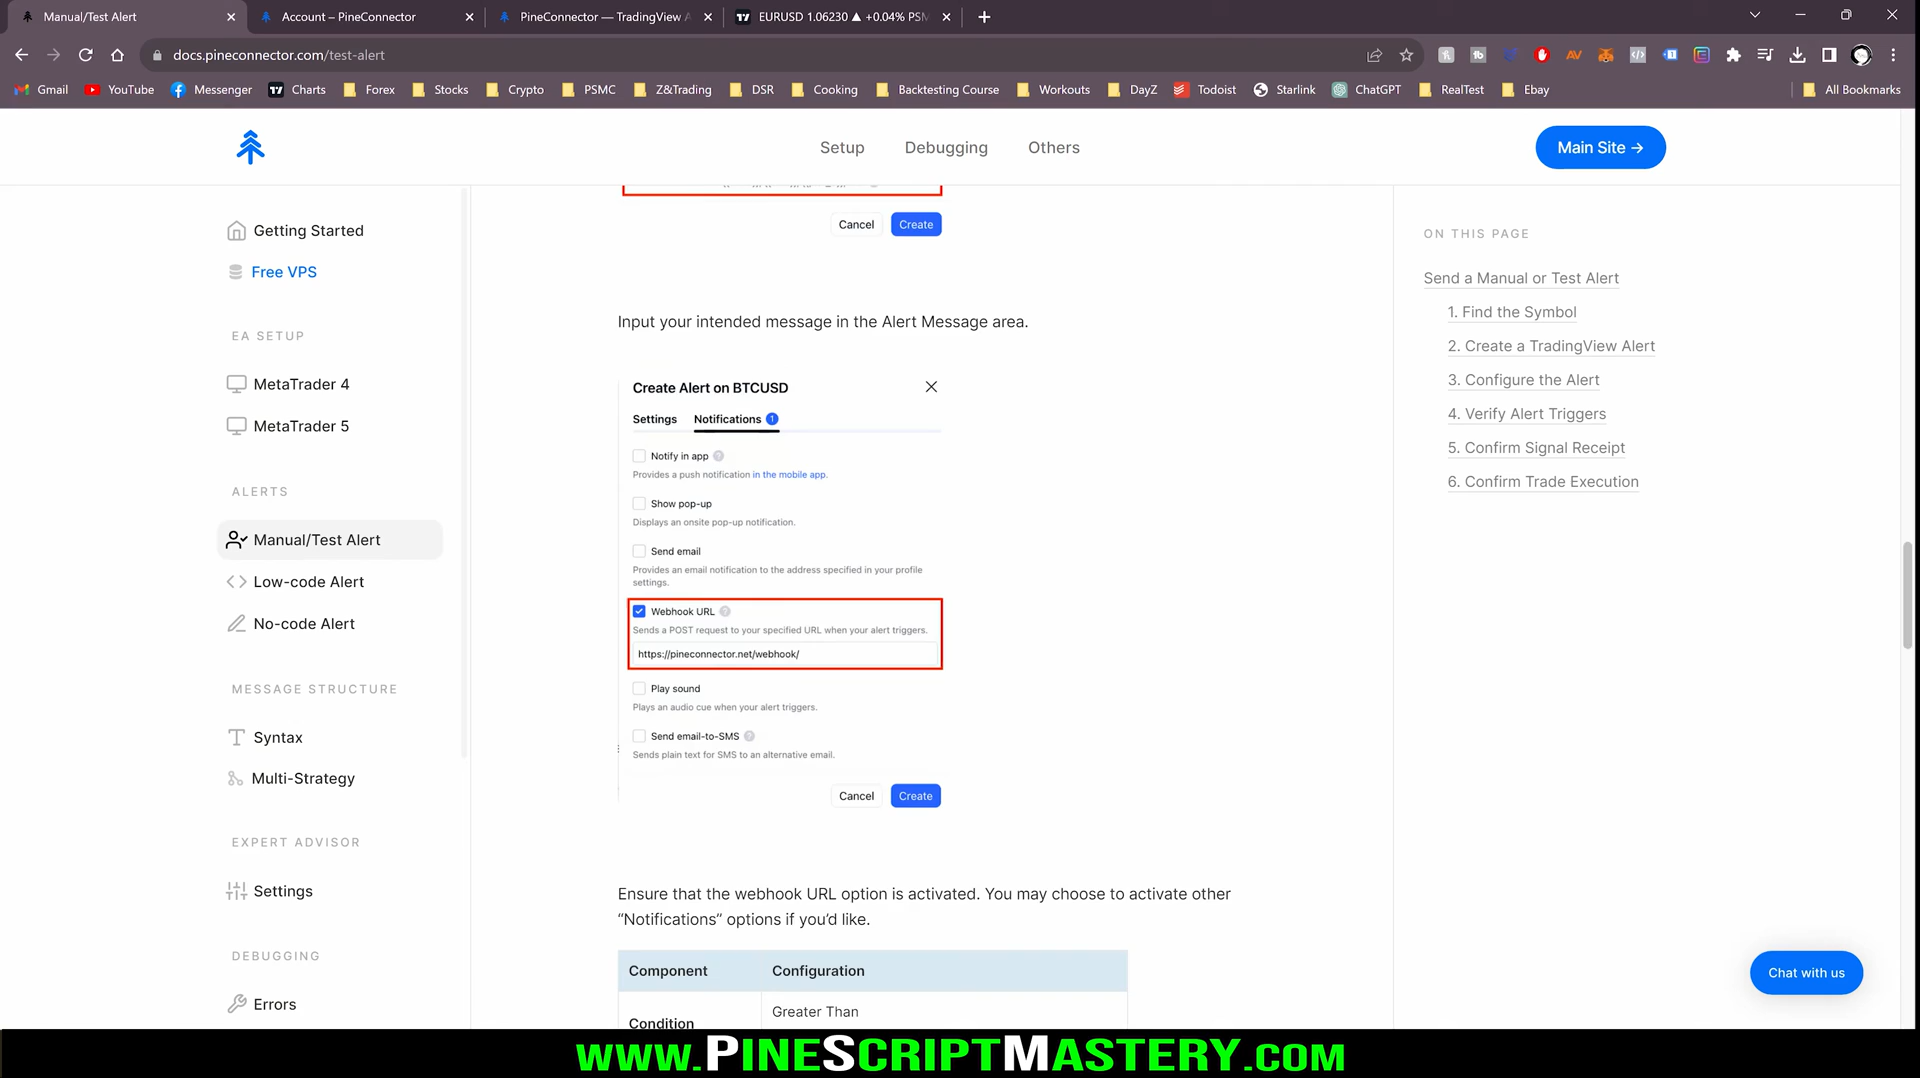 Manual/Test Alert
Account – PineConnector
PineConnector — TradingView A
EURUSD 1.06230 ▲ +0.04% PSM
docs.pineconnector.com/test-alert
Gmail YouTube Messenger Charts Forex Stocks Crypto PSMC Z&Trading DSR Cooking Backtesting Course Workouts DayZ Todoist Starlink ChatGPT RealTest Ebay All Bookmarks
Setup Debugging Others
Main Site →
Getting Started
Free VPS
EA SETUP
MetaTrader 4
MetaTrader 5
ALERTS
Manual/Test Alert
Low-code Alert
No-code Alert
MESSAGE STRUCTURE
Syntax
Multi-Strategy
EXPERT ADVISOR
Settings
DEBUGGING
Errors
Cancel Create
Input your intended message in the Alert Message area.
Create Alert on BTCUSD
Settings Notifications 1
Notify in app
Provides a push notification in the mobile app.
Show pop-up
Displays an onsite pop-up notification.
Send email
Provides an email notification to the address specified in your profile
settings.
Webhook URL
Sends a POST request to your specified URL when your alert triggers.
https://pineconnector.net/webhook/
Play sound
Plays an audio cue when your alert triggers.
Send email-to-SMS
Sends plain text for SMS to an alternative email.
Cancel Create
Ensure that the webhook URL option is activated. You may choose to activate other
“Notifications” options if you’d like.
Component Configuration
Greater Than
Condition
ON THIS PAGE
Send a Manual or Test Alert
1. Find the Symbol
2. Create a TradingView Alert
3. Configure the Alert
4. Verify Alert Triggers
5. Confirm Signal Receipt
6. Confirm Trade Execution
Chat with us
www.PineScriptMastery.com